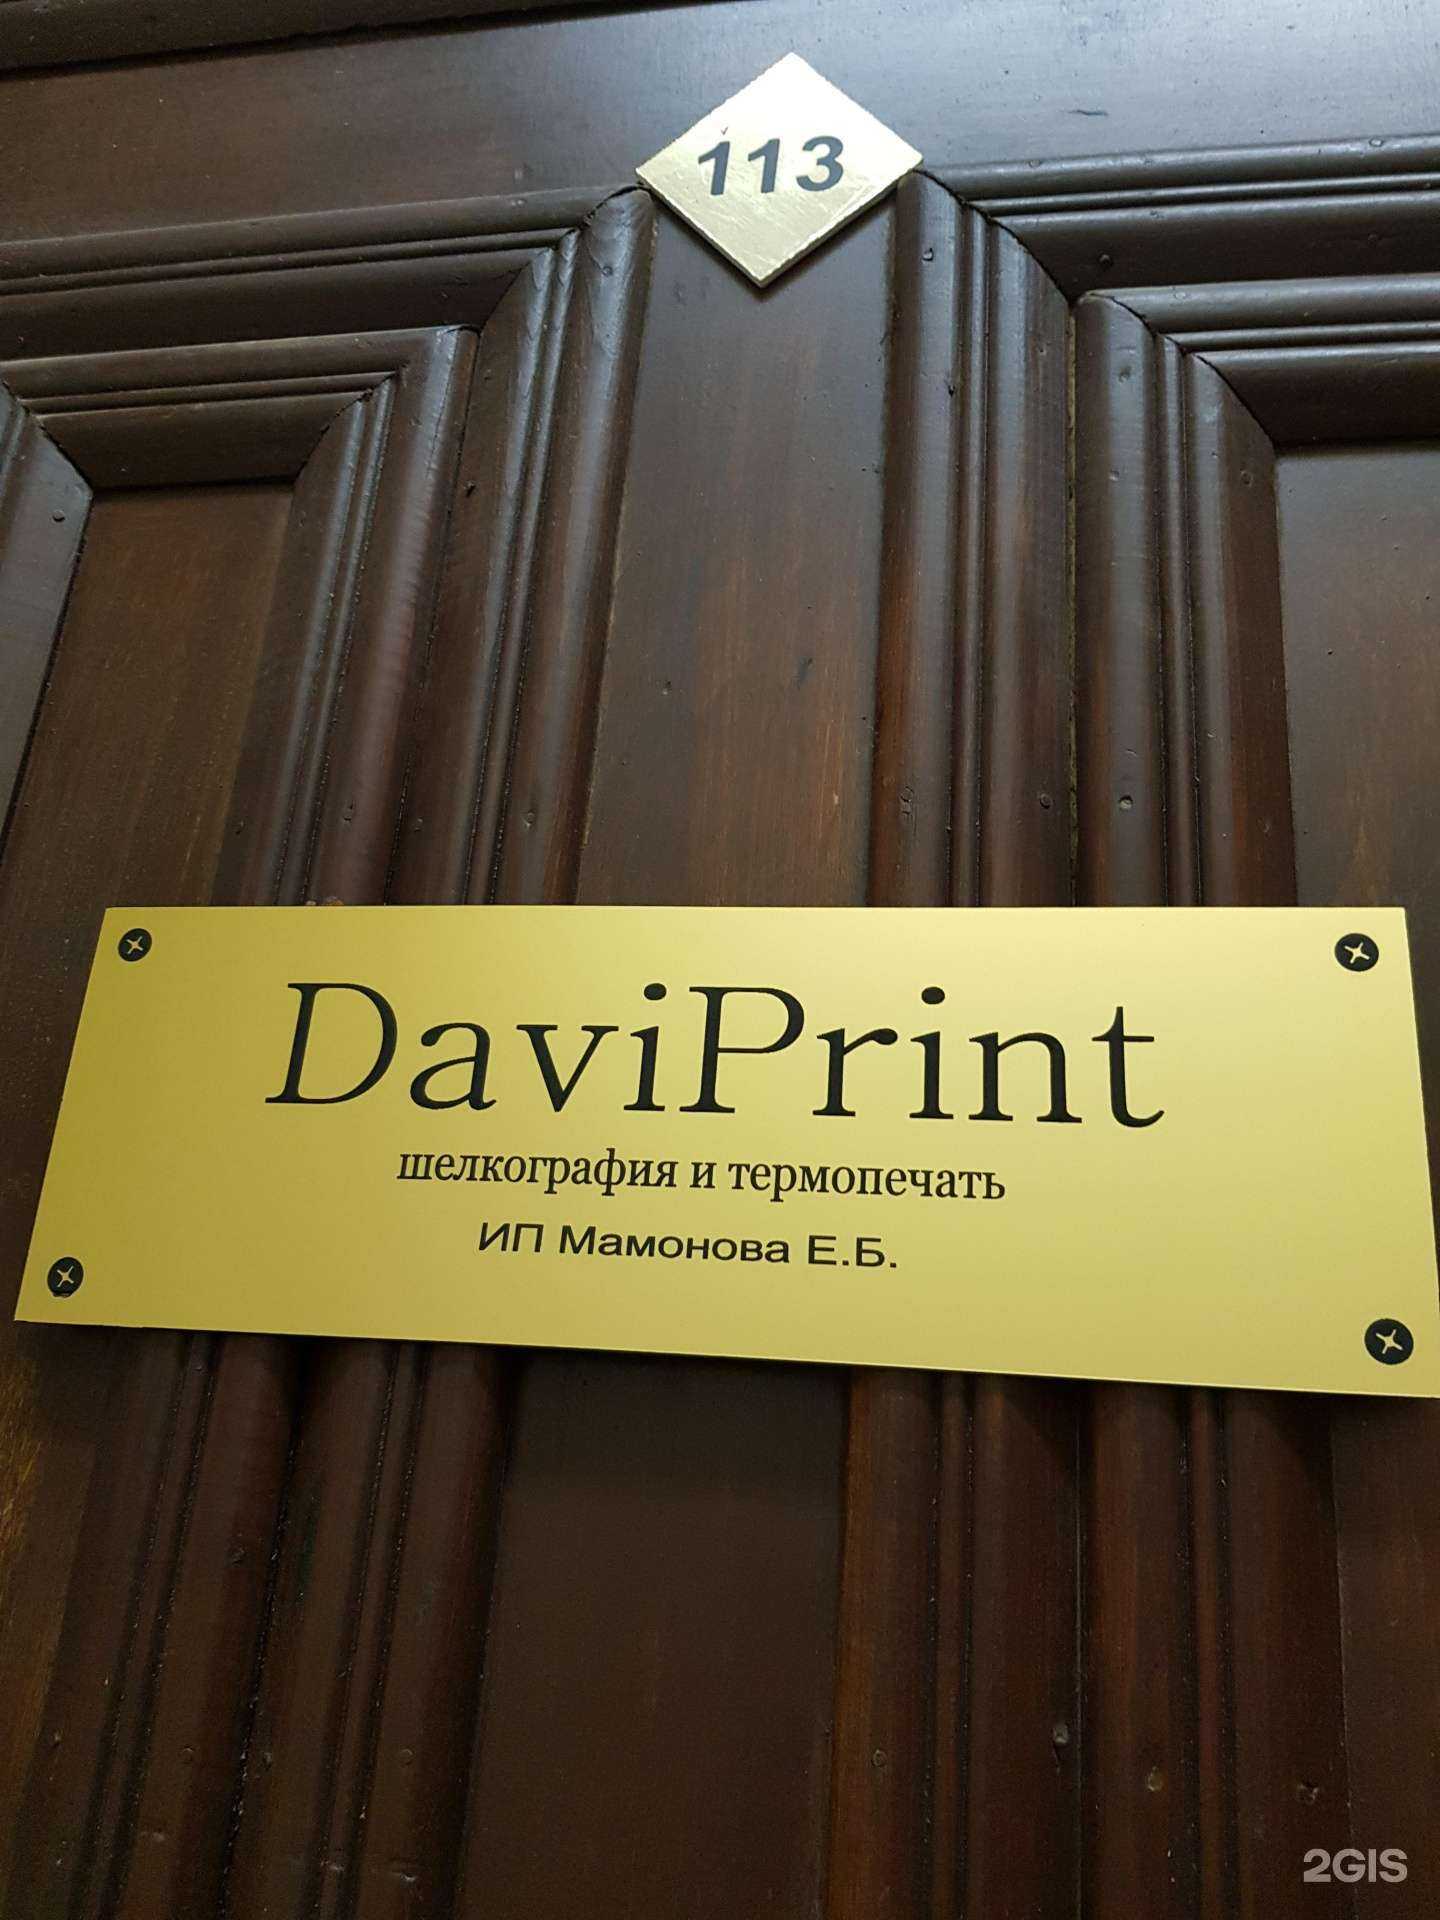 113
DaviPrint
шелкография и термопечать
ИП Мамонова Е.Б.
2GIS